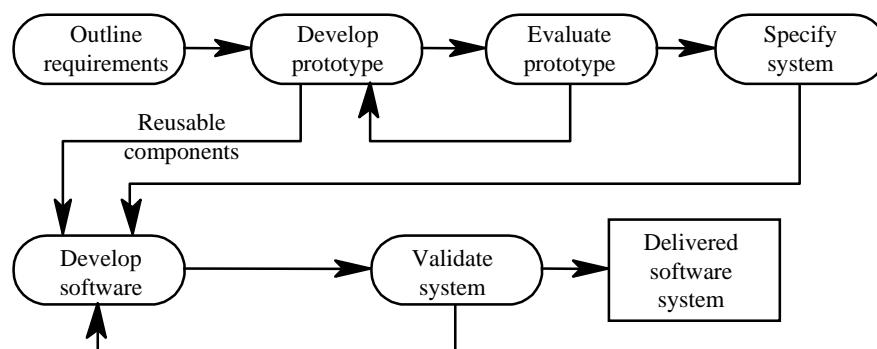 Outline
requirements
Develop
prototype
Evaluate
prototype
Specify
system
Reusable
components
Develop
software
Validate
system
Delivered
software
system